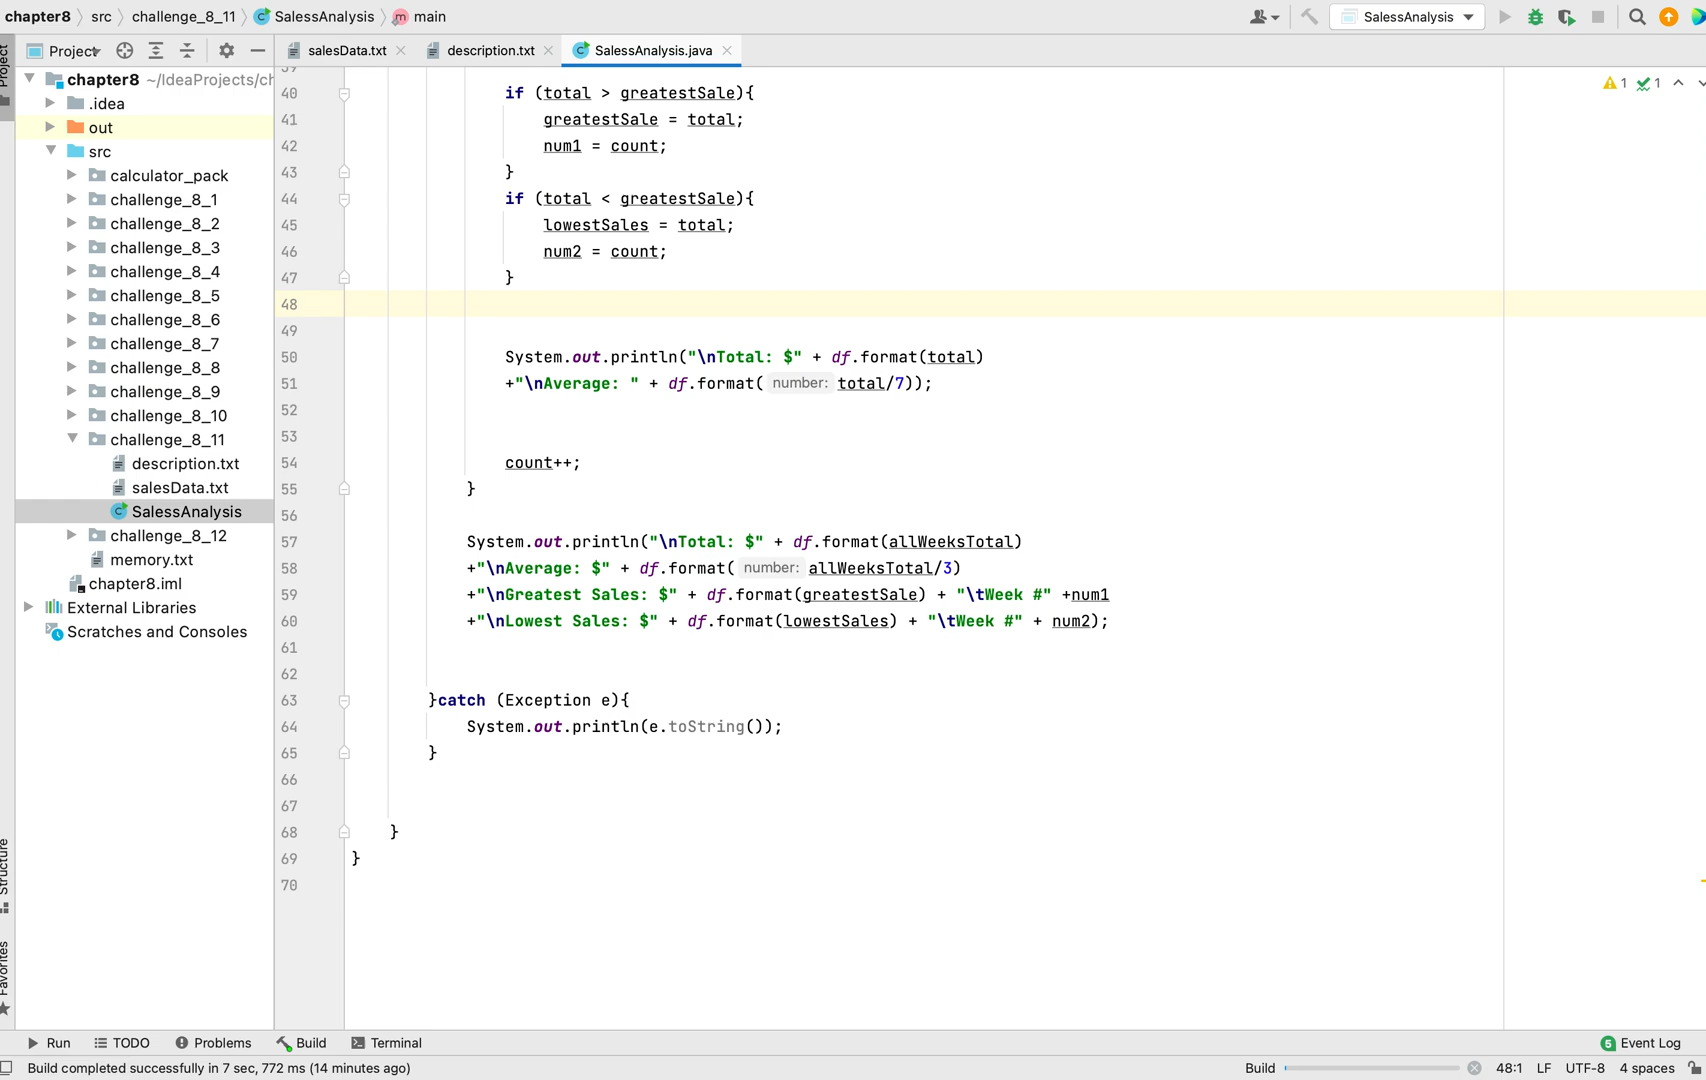 chapter8 src challenge_8_11 SalessAnalysis main
SalessAnalysis
Project
salesData.txt
description.txt
SalessAnalysis.java
Project
chapter8 ~/IdeaProjects/ch
.idea
out
src
calculator_pack
challenge_8_1
challenge_8_2
challenge_8_3
challenge_8_4
challenge_8_5
challenge_8_6
challenge_8_7
challenge_8_8
challenge_8_9
challenge_8_10
challenge_8_11
description.txt
salesData.txt
SalessAnalysis
challenge_8_12
memory.txt
chapter8.iml
External Libraries
Scratches and Consoles
Structure
Favorites
1 1
39
40 if (total > greatestSale){
41 greatestSale = total;
42 num1 = count;
43 }
44 if (total < greatestSale){
45 lowestSales = total;
46 num2 = count;
47 }
48
49
50 System.out.println("\nTotal: $" + df.format(total)
51 +"\nAverage: " + df.format( number: total/7));
52
53
54 count++;
55 }
56
57 System.out.println("\nTotal: $" + df.format(allWeeksTotal)
58 +"\nAverage: $" + df.format( number: allWeeksTotal/3)
59 +"\nGreatest Sales: $" + df.format(greatestSale) + "\tWeek #" +num1
60 +"\nLowest Sales: $" + df.format(lowestSales) + "\tWeek #" + num2);
61
62
63 }catch (Exception e){
64 System.out.println(e.toString());
65 }
66
67
68 }
69 }
70
Run TODO Problems Build Terminal
5 Event Log
Build completed successfully in 7 sec, 772 ms (14 minutes ago)
Build
48:1 LF UTF-8 4 spaces